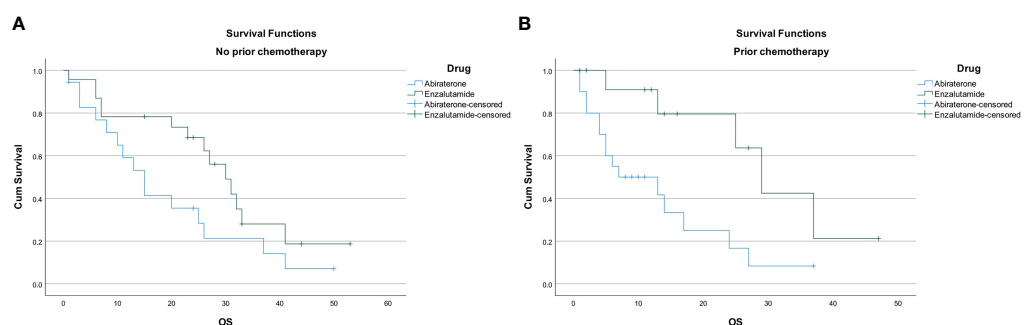 A
Survival Functions
No prior chemotherapy
Drug
Abiraterone
Enzalutamide
Abiraterone-censored
Enzalutamide-censored
Cum Survival
1.0
0.8
0.6
0.4
0.2
0.0
0 10 20 30 40 50 60
OS
B
Survival Functions
Prior chemotherapy
Drug
Abiraterone
Enzalutamide
Abiraterone-censored
Enzalutamide-censored
Cum Survival
1.0
0.8
0.6
0.4
0.2
0.0
0 10 20 30 40 50
OS